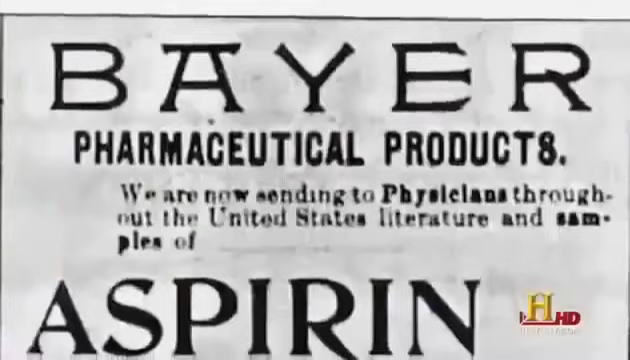 BAYER
PHARMACEUTICAL PRODUCTS.
We are now sending to Physicians through-
out the United States literature and sam-
ples of
ASPIRIN
H HD